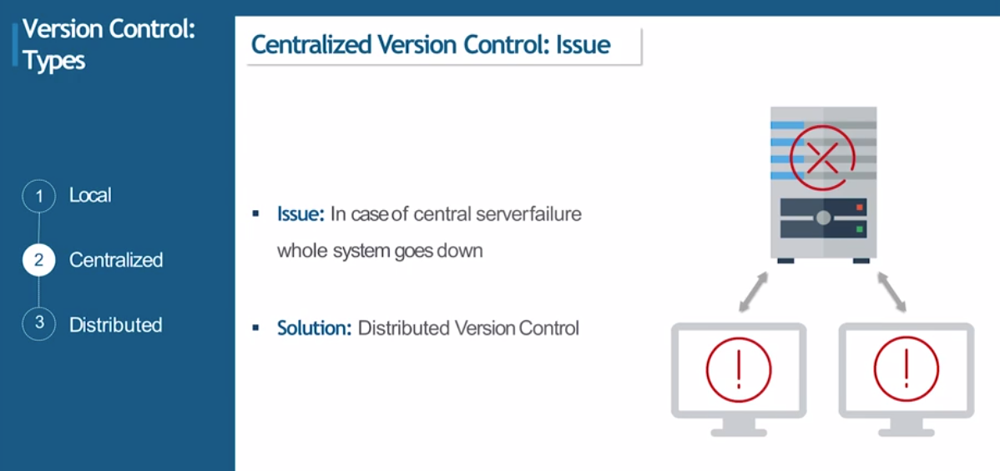 Version Control:
Types
1 Local
2 Centralized
3 Distributed
Centralized Version Control: Issue
▪ Issue: In case of central serverfailure
whole system goes down
▪ Solution: Distributed Version Control